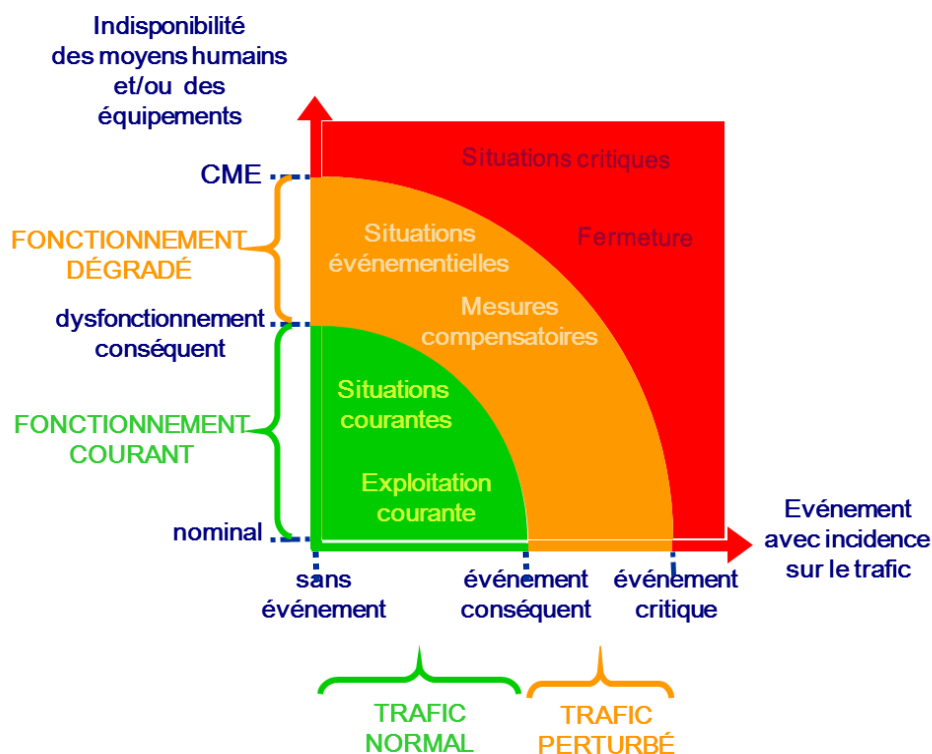 Indisponibilité
des moyens humains
et/ou des
équipements
CME
Situations critiques
Fermeture
FONCTIONNEMENT
DÉGRADÉ
Situations
événementielles
Mesures
compensatoires
dysfonctionnement
conséquent
FONCTIONNEMENT
COURANT
Situations
courantes
Exploitation
courante
nominal
Evénement
avec incidence
sur le trafic
sans
événement
événement
conséquent
événement
critique
TRAFIC
NORMAL
TRAFIC
PERTURBÉ